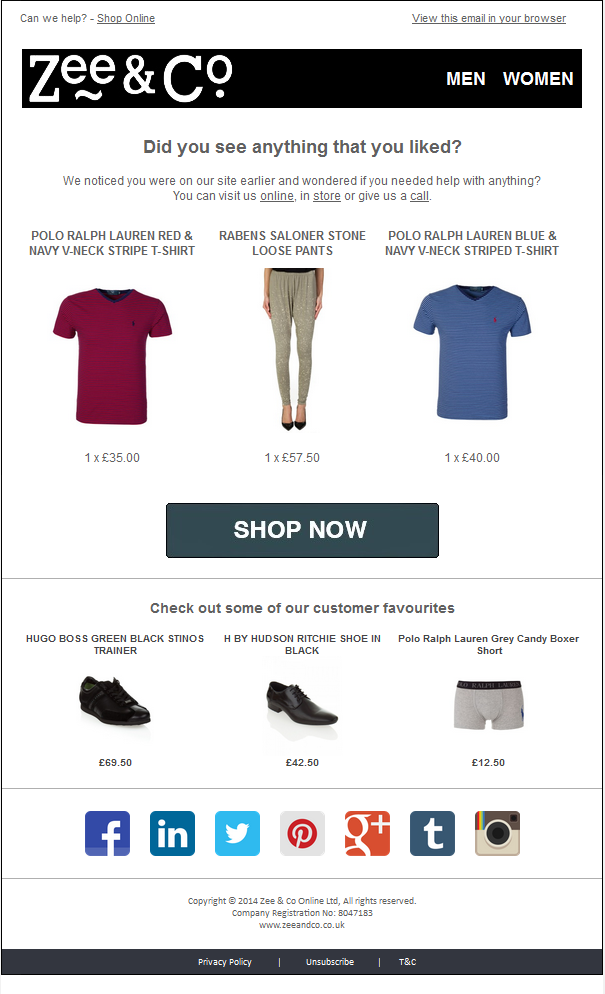 Can we help? - Shop Online
View this email in your browser
Zee & Co.
MEN WOMEN
Did you see anything that you liked?
We noticed you were on our site earlier and wondered if you needed help with anything?
You can visit us online, in store or give us a call.
POLO RALPH LAUREN RED &
NAVY V-NECK STRIPE T-SHIRT
RABENS SALONER STONE
LOOSE PANTS
POLO RALPH LAUREN BLUE &
NAVY V-NECK STRIPED T-SHIRT
1 x £35.00
1 x £57.50
1 x £40.00
SHOP NOW
Check out some of our customer favourites
HUGO BOSS GREEN BLACK STINOS
TRAINER
H BY HUDSON RITCHIE SHOE IN
BLACK
Polo Ralph Lauren Grey Candy Boxer
Short
POLO RALPH LAUREN
£69.50
£42.50
£12.50
f in g+ t
Copyright © 2014 Zee & Co Online Ltd, All rights reserved.
Company Registration No: 8047183
www.zeeandco.co.uk
Privacy Policy | Unsubscribe | T&C